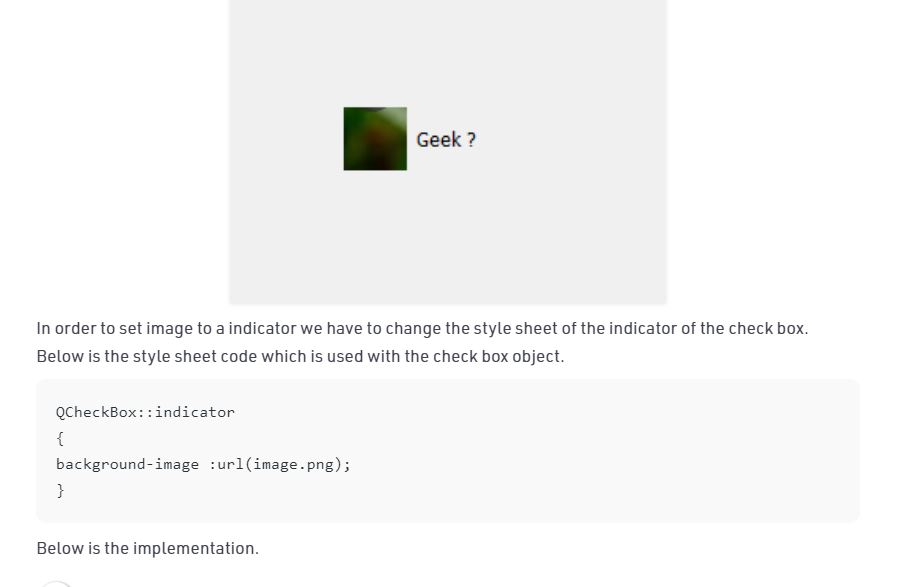 Geek ?
In order to set image to a indicator we have to change the style sheet of the indicator of the check box.
Below is the style sheet code which is used with the check box object.
QCheckBox::indicator
{
background-image :url(image.png);
}
Below is the implementation.